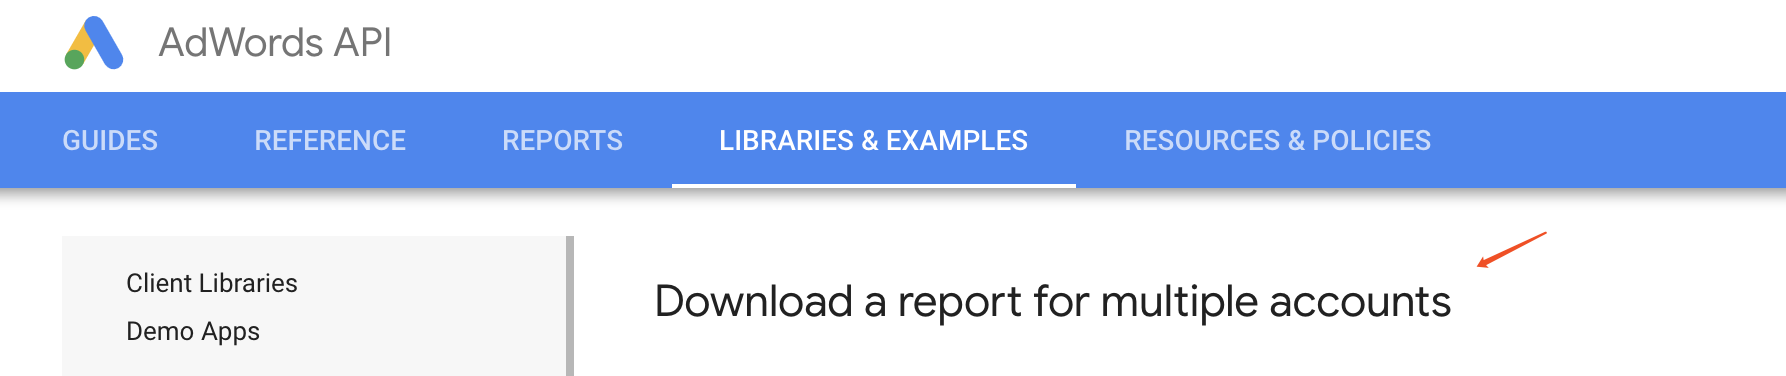 AdWords API
GUIDES REFERENCE REPORTS LIBRARIES & EXAMPLES RESOURCES & POLICIES
Client Libraries
Demo Apps
Download a report for multiple accounts